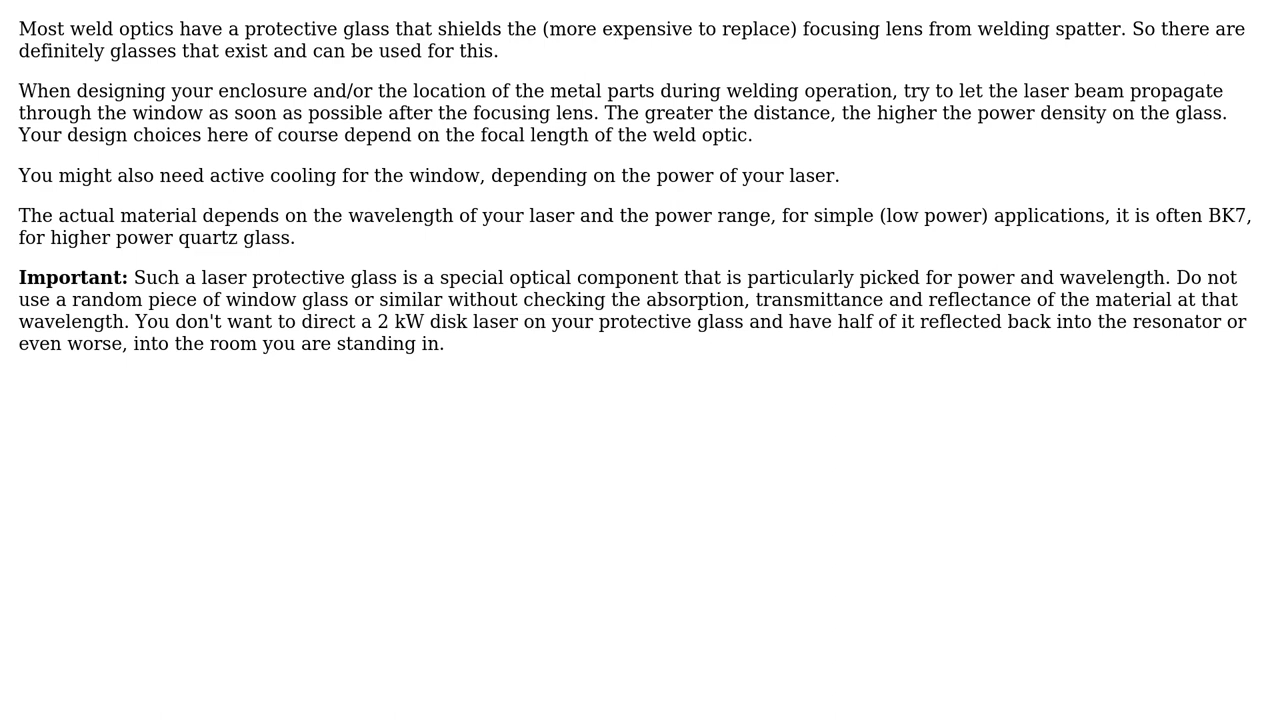 Most weld optics have a protective glass that shields the (more expensive to replace) focusing lens from welding spatter. So there are
definitely glasses that exist and can be used for this.
When designing your enclosure and/or the location of the metal parts during welding operation, try to let the laser beam propagate
through the window as soon as possible after the focusing lens. The greater the distance, the higher the power density on the glass.
Your design choices here of course depend on the focal length of the weld optic.
You might also need active cooling for the window, depending on the power of your laser.
The actual material depends on the wavelength of your laser and the power range, for simple (low power) applications, it is often BK7,
for higher power quartz glass.
Important: Such a laser protective glass is a special optical component that is particularly picked for power and wavelength. Do not
use a random piece of window glass or similar without checking the absorption, transmittance and reflectance of the material at that
wavelength. You don't want to direct a 2 kW disk laser on your protective glass and have half of it reflected back into the resonator or
even worse, into the room you are standing in.